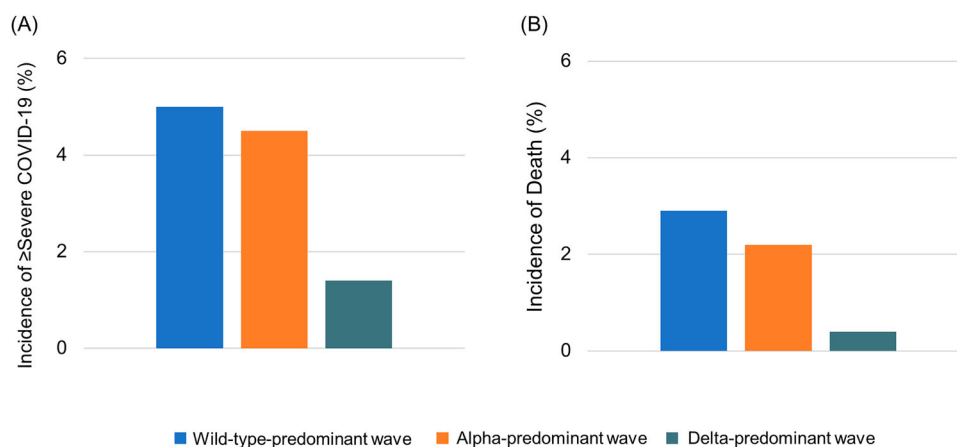 (A)
Incidence of ≥Severe COVID-19 (%)
6
4
2
0
(B)
Incidence of Death (%)
6
4
2
0
Wild-type-predominant wave
Alpha-predominant wave
Delta-predominant wave